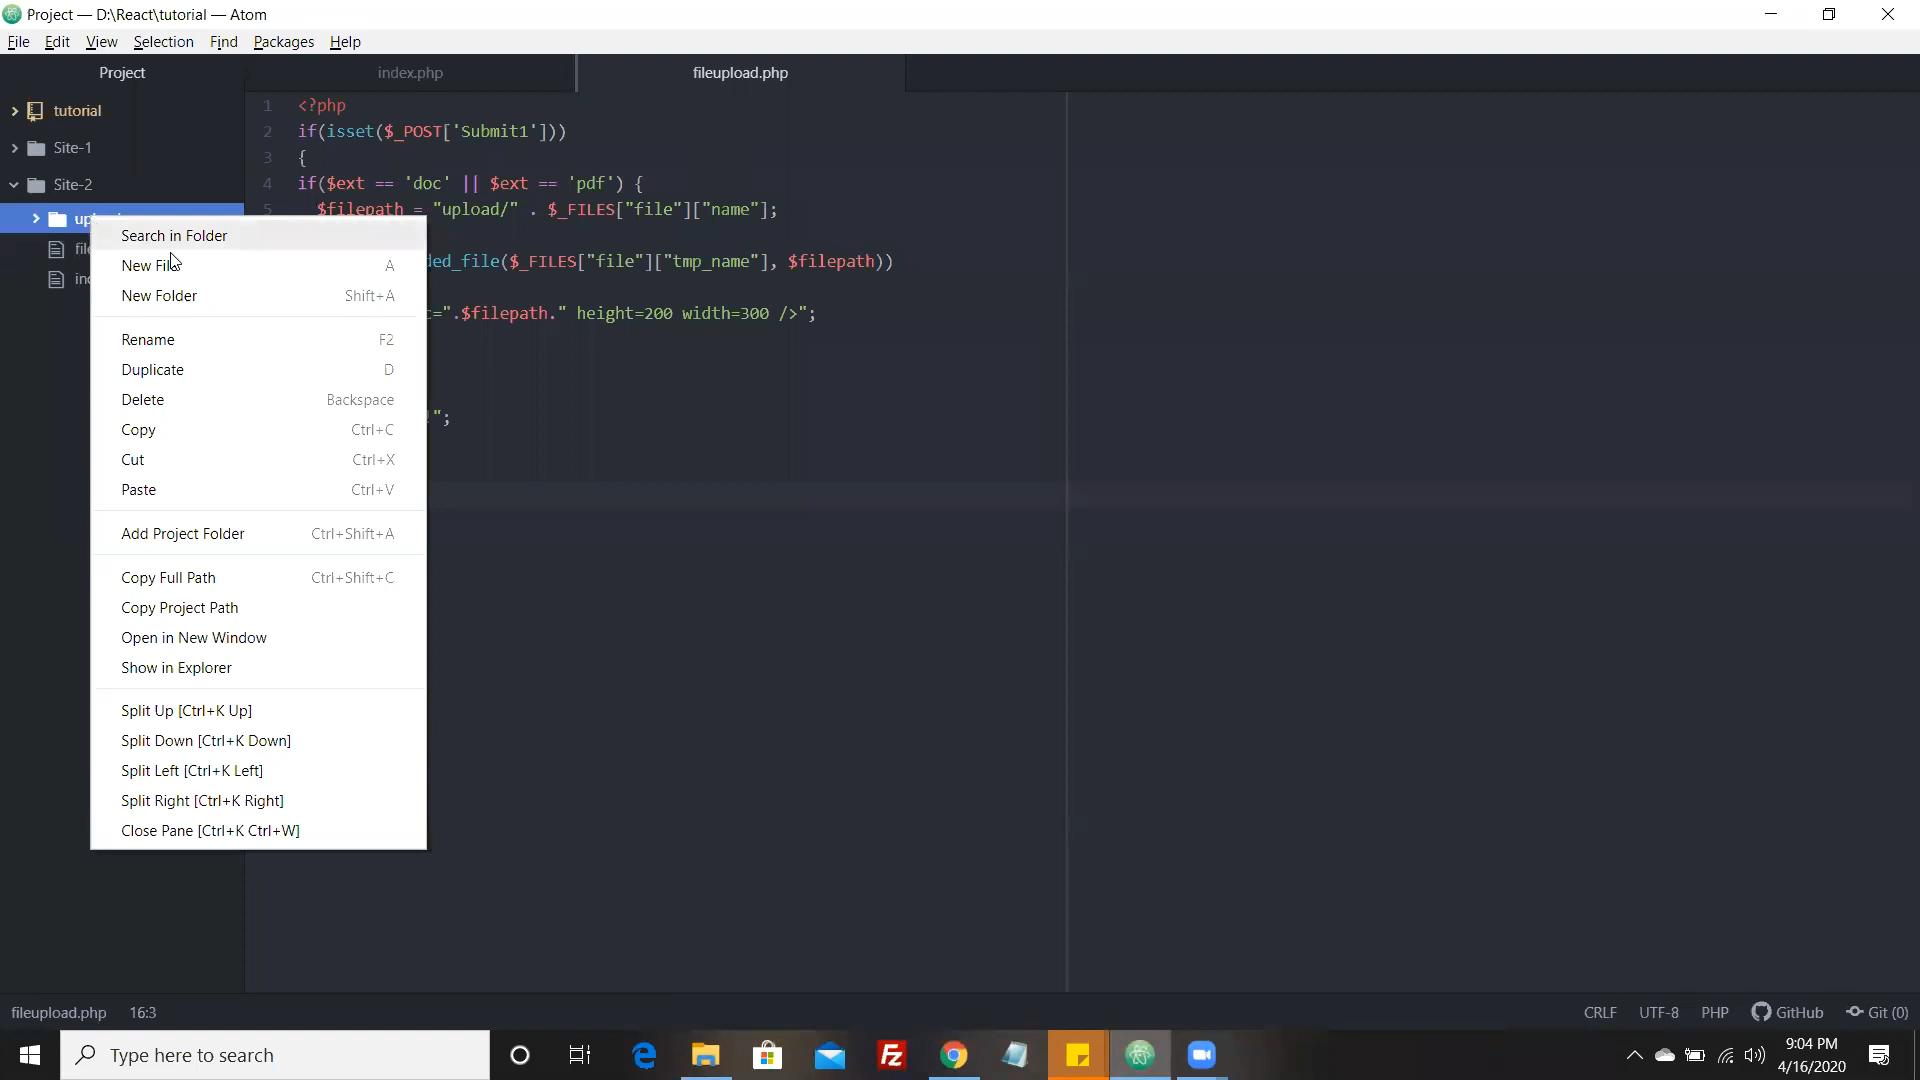 Project — D:\React\tutorial — Atom
File Edit View Selection Find Packages Help
Project
index.php
fileupload.php
tutorial
Site-1
Site-2
1 <?php
2 if(isset($_POST['Submit1']))
3 {
4 if($ext == 'doc' || $ext == 'pdf') {
5 $filepath = "upload/" . $_FILES["file"]["name"];
ded_file($_FILES["file"]["tmp_name"], $filepath))
=".$filepath." height=200 width=300 />";
!";
Search in Folder
New File A
New Folder Shift+A
Rename F2
Duplicate D
Delete Backspace
Copy Ctrl+C
Cut Ctrl+X
Paste Ctrl+V
Add Project Folder Ctrl+Shift+A
Copy Full Path Ctrl+Shift+C
Copy Project Path
Open in New Window
Show in Explorer
Split Up [Ctrl+K Up]
Split Down [Ctrl+K Down]
Split Left [Ctrl+K Left]
Split Right [Ctrl+K Right]
Close Pane [Ctrl+K Ctrl+W]
fileupload.php 16:3
CRLF UTF-8 PHP GitHub Git (0)
Type here to search
9:04 PM
4/16/2020